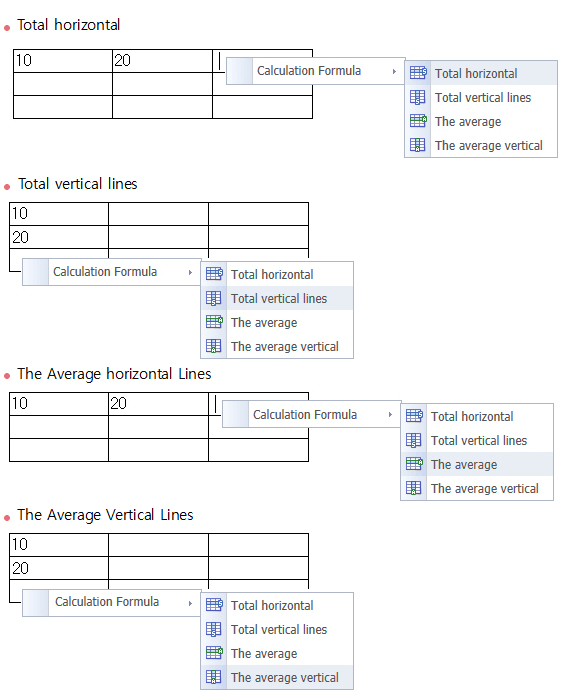 Total horizontal
10 20
Calculation Formula
Total horizontal
Total vertical lines
The average
The average vertical
Total vertical lines
10
20
Calculation Formula
Total horizontal
Total vertical lines
The average
The average vertical
The Average horizontal Lines
10 20
Calculation Formula
Total horizontal
Total vertical lines
The average
The average vertical
The Average Vertical Lines
10
20
Calculation Formula
Total horizontal
Total vertical lines
The average
The average vertical